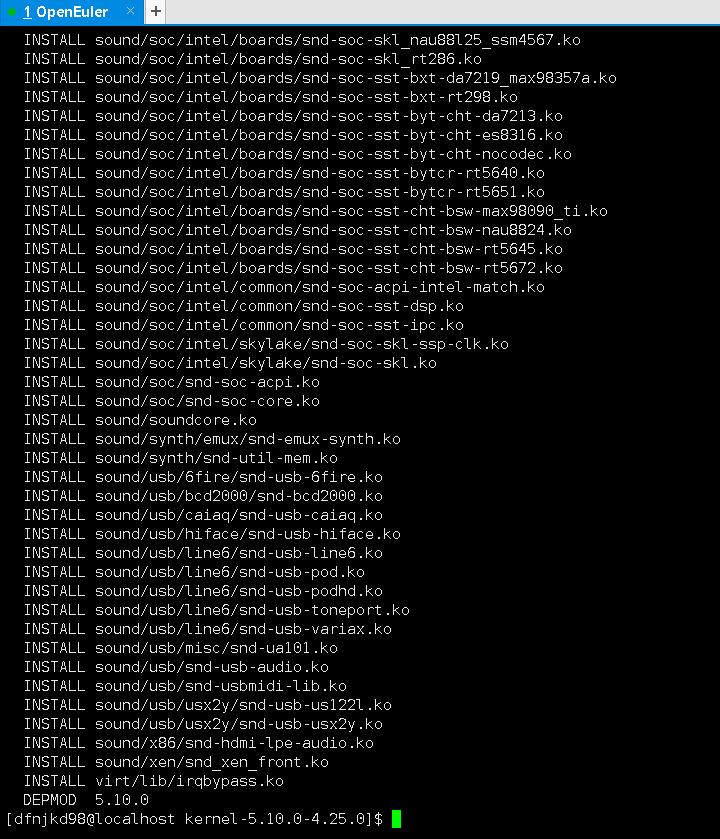 1 OpenEuler × +
INSTALL sound/soc/intel/boards/snd-soc-skl_nau88l25_ssm4567.ko
INSTALL sound/soc/intel/boards/snd-soc-skl_rt286.ko
INSTALL sound/soc/intel/boards/snd-soc-sst-bxt-da7219_max98357a.ko
INSTALL sound/soc/intel/boards/snd-soc-sst-bxt-rt298.ko
INSTALL sound/soc/intel/boards/snd-soc-sst-byt-cht-da7213.ko
INSTALL sound/soc/intel/boards/snd-soc-sst-byt-cht-es8316.ko
INSTALL sound/soc/intel/boards/snd-soc-sst-byt-cht-nocodec.ko
INSTALL sound/soc/intel/boards/snd-soc-sst-bytcr-rt5640.ko
INSTALL sound/soc/intel/boards/snd-soc-sst-bytcr-rt5651.ko
INSTALL sound/soc/intel/boards/snd-soc-sst-cht-bsw-max98090_ti.ko
INSTALL sound/soc/intel/boards/snd-soc-sst-cht-bsw-nau8824.ko
INSTALL sound/soc/intel/boards/snd-soc-sst-cht-bsw-rt5645.ko
INSTALL sound/soc/intel/boards/snd-soc-sst-cht-bsw-rt5672.ko
INSTALL sound/soc/intel/common/snd-soc-acpi-intel-match.ko
INSTALL sound/soc/intel/common/snd-soc-sst-dsp.ko
INSTALL sound/soc/intel/common/snd-soc-sst-ipc.ko
INSTALL sound/soc/intel/skylake/snd-soc-skl-ssp-clk.ko
INSTALL sound/soc/intel/skylake/snd-soc-skl.ko
INSTALL sound/soc/snd-soc-acpi.ko
INSTALL sound/soc/snd-soc-core.ko
INSTALL sound/soundcore.ko
INSTALL sound/synth/emux/snd-emux-synth.ko
INSTALL sound/synth/snd-util-mem.ko
INSTALL sound/usb/6fire/snd-usb-6fire.ko
INSTALL sound/usb/bcd2000/snd-bcd2000.ko
INSTALL sound/usb/caiaq/snd-usb-caiaq.ko
INSTALL sound/usb/hiface/snd-usb-hiface.ko
INSTALL sound/usb/line6/snd-usb-line6.ko
INSTALL sound/usb/line6/snd-usb-pod.ko
INSTALL sound/usb/line6/snd-usb-podhd.ko
INSTALL sound/usb/line6/snd-usb-toneport.ko
INSTALL sound/usb/line6/snd-usb-variax.ko
INSTALL sound/usb/misc/snd-ua101.ko
INSTALL sound/usb/snd-usb-audio.ko
INSTALL sound/usb/snd-usbmidi-lib.ko
INSTALL sound/usb/usx2y/snd-usb-us122l.ko
INSTALL sound/usb/usx2y/snd-usb-usx2y.ko
INSTALL sound/x86/snd-hdmi-lpe-audio.ko
INSTALL sound/xen/snd_xen_front.ko
INSTALL virt/lib/irqbypass.ko
DEPMOD 5.10.0
[dfnjkd98@localhost kernel-5.10.0-4.25.0]$